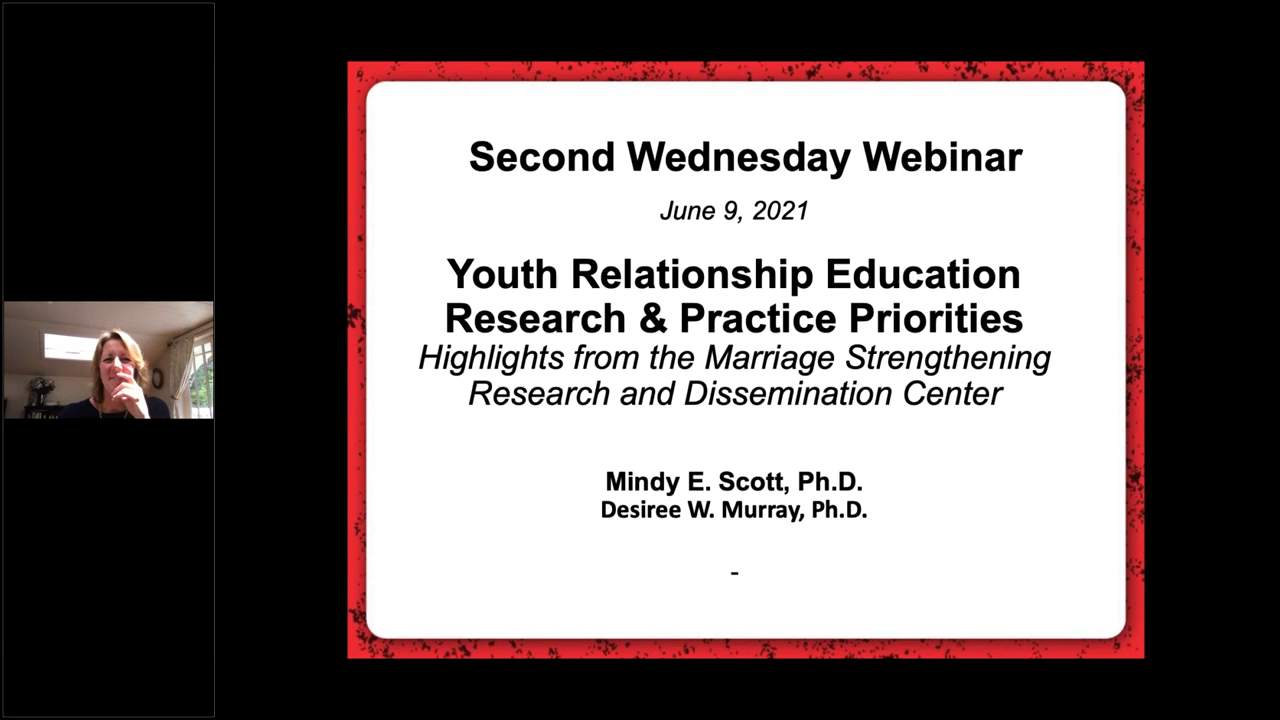 Second Wednesday Webinar
June 9, 2021
Youth Relationship Education
Research & Practice Priorities
Highlights from the Marriage Strengthening
Research and Dissemination Center
Mindy E. Scott, Ph.D.
Desiree W. Murray, Ph.D.
-